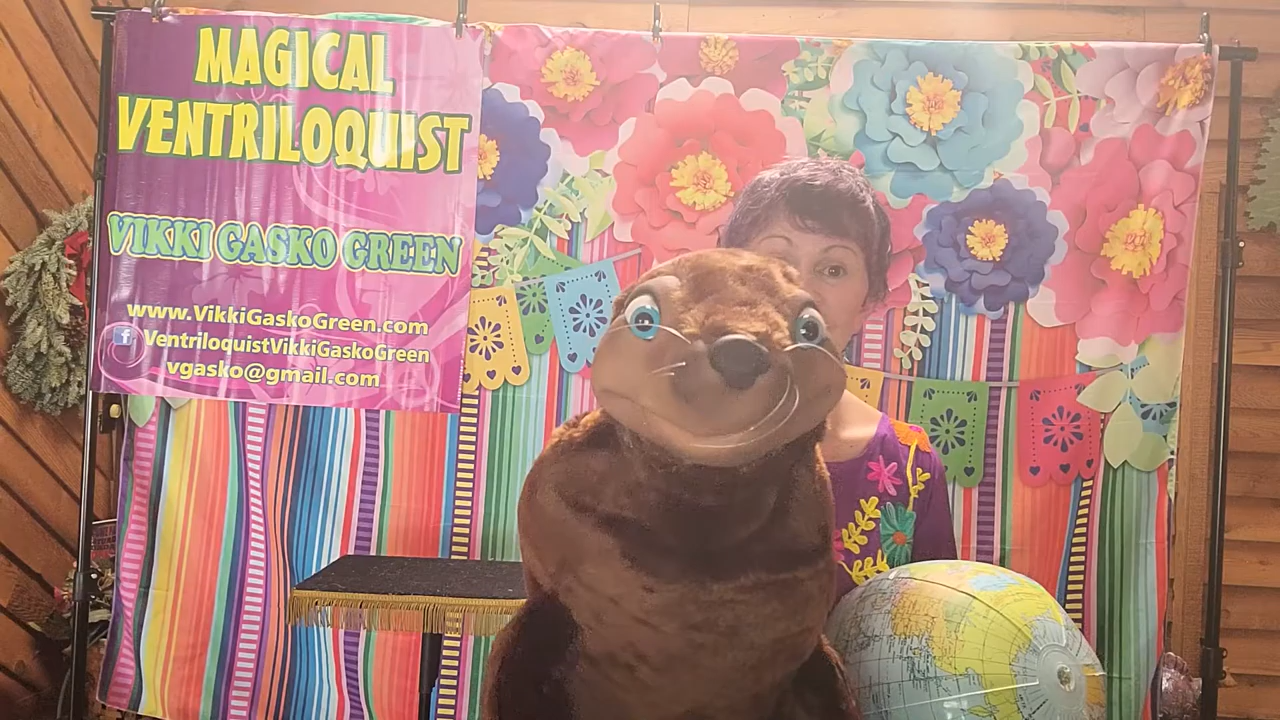 MAGICAL
VENTRILOQUIST
VIKKI GASKO GREEN
www.VikkiGaskoGreen.com
f VentriloquistVikkiGaskoGreen
vgasko@gmail.com